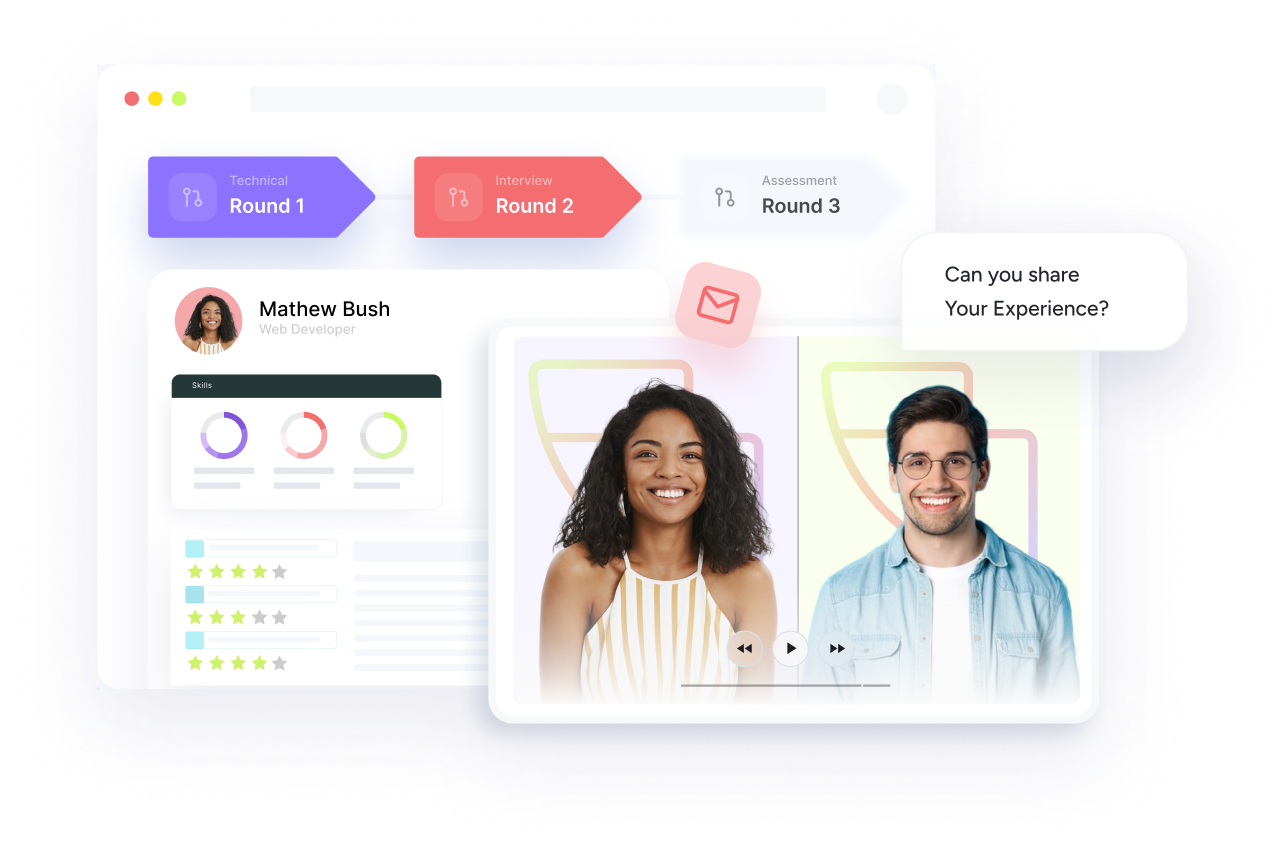 Technical
Round 1
Interview
Round 2
Assessment
Round 3
Can you share
Your Experience?
Mathew Bush
Web Developer
Skills